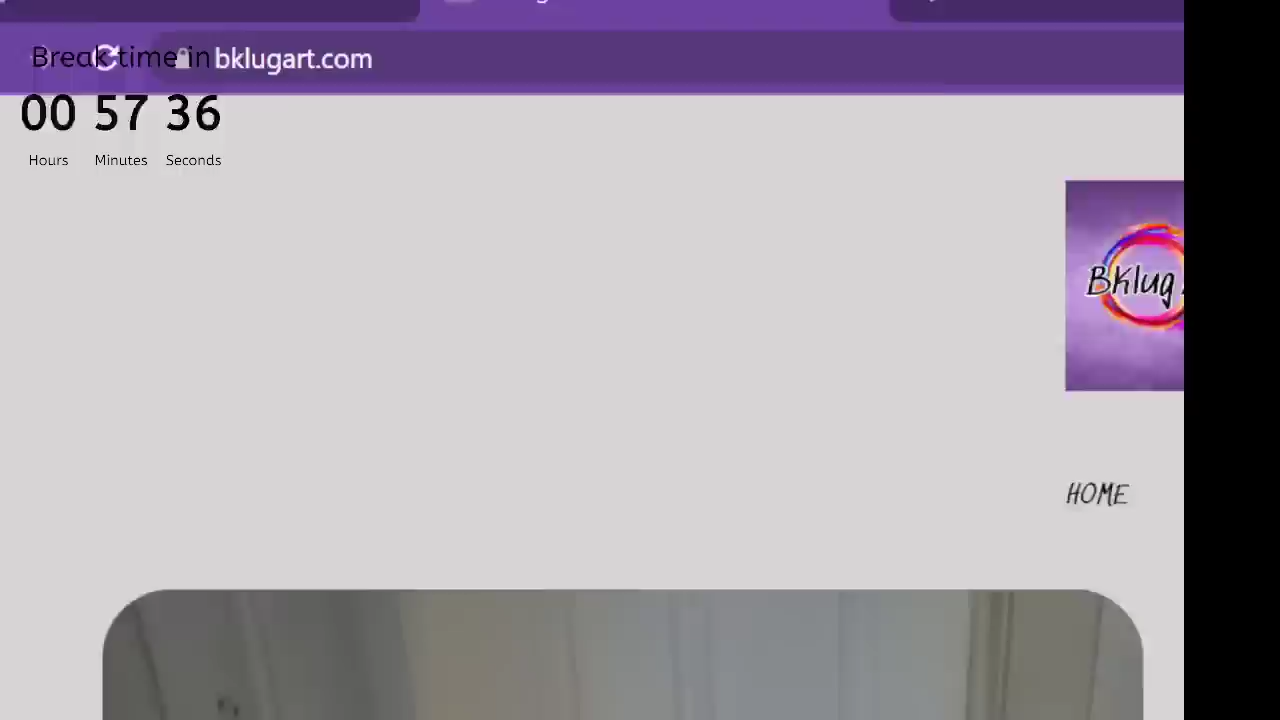 Break time in
bklugart.com
00 57 36
Hours Minutes Seconds
BKlug
HOME